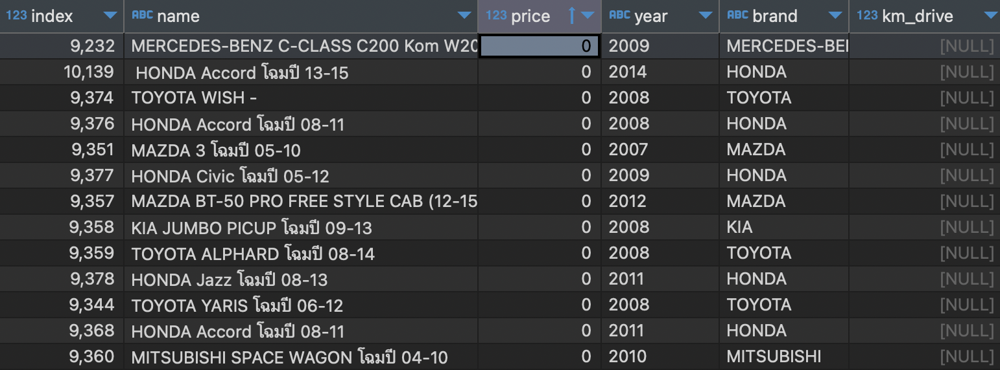 123 index ABC name 123 price ABC year ABC brand 123 km_drive
9,232 MERCEDES-BENZ C-CLASS C200 Kom W20 0 2009 MERCEDES-BEN [NULL]
10,139 HONDA Accord โฉมปี 13-15 0 2014 HONDA [NULL]
9,374 TOYOTA WISH - 0 2008 TOYOTA [NULL]
9,376 HONDA Accord โฉมปี 08-11 0 2008 HONDA [NULL]
9,351 MAZDA 3 โฉมปี 05-10 0 2007 MAZDA [NULL]
9,377 HONDA Civic โฉมปี 05-12 0 2009 HONDA [NULL]
9,357 MAZDA BT-50 PRO FREE STYLE CAB (12-15 0 2012 MAZDA [NULL]
9,358 KIA JUMBO PICUP โฉมปี 09-13 0 2008 KIA [NULL]
9,359 TOYOTA ALPHARD โฉมปี 08-14 0 2008 TOYOTA [NULL]
9,378 HONDA Jazz โฉมปี 08-13 0 2011 HONDA [NULL]
9,344 TOYOTA YARIS โฉมปี 06-12 0 2008 TOYOTA [NULL]
9,368 HONDA Accord โฉมปี 08-11 0 2011 HONDA [NULL]
9,360 MITSUBISHI SPACE WAGON โฉมปี 04-10 0 2010 MITSUBISHI [NULL]